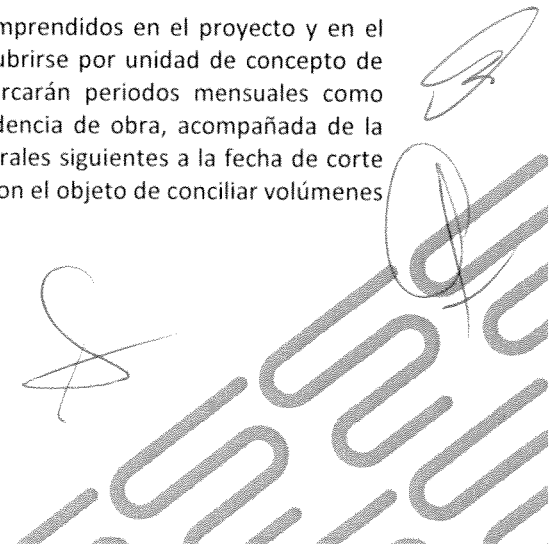 mprendidos en el proyecto y en el
ubrirse por unidad de concepto de
rcarán periodos mensuales como
dencia de obra, acompañada de la
rales siguientes a la fecha de corte
on el objeto de conciliar volúmenes